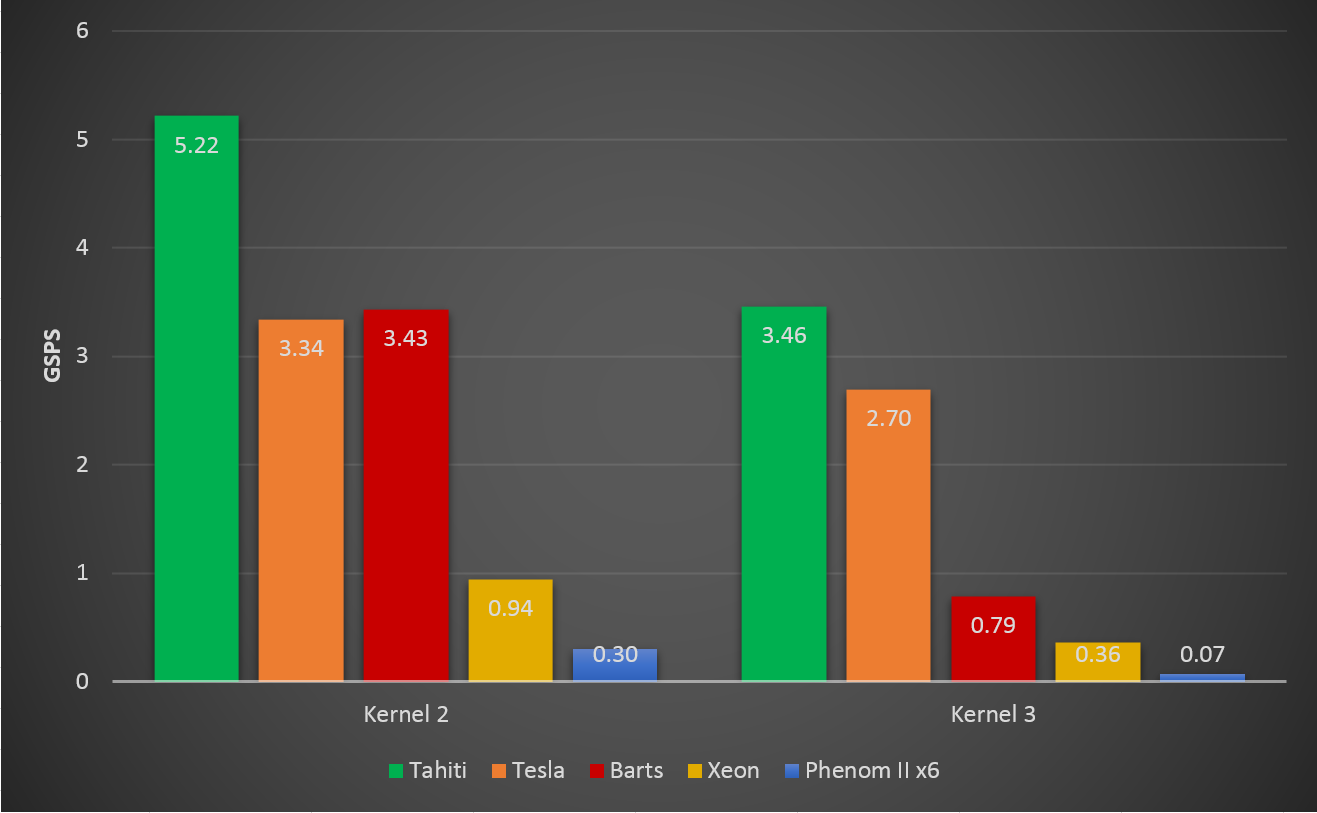 6
5
4
3
2
1
0
GSPS
5.22
3.34
3.43
0.94
0.30
3.46
2.70
0.79
0.36
0.07
Kernel 2
Kernel 3
Tahiti
Tesla
Barts
Xeon
Phenom II x6